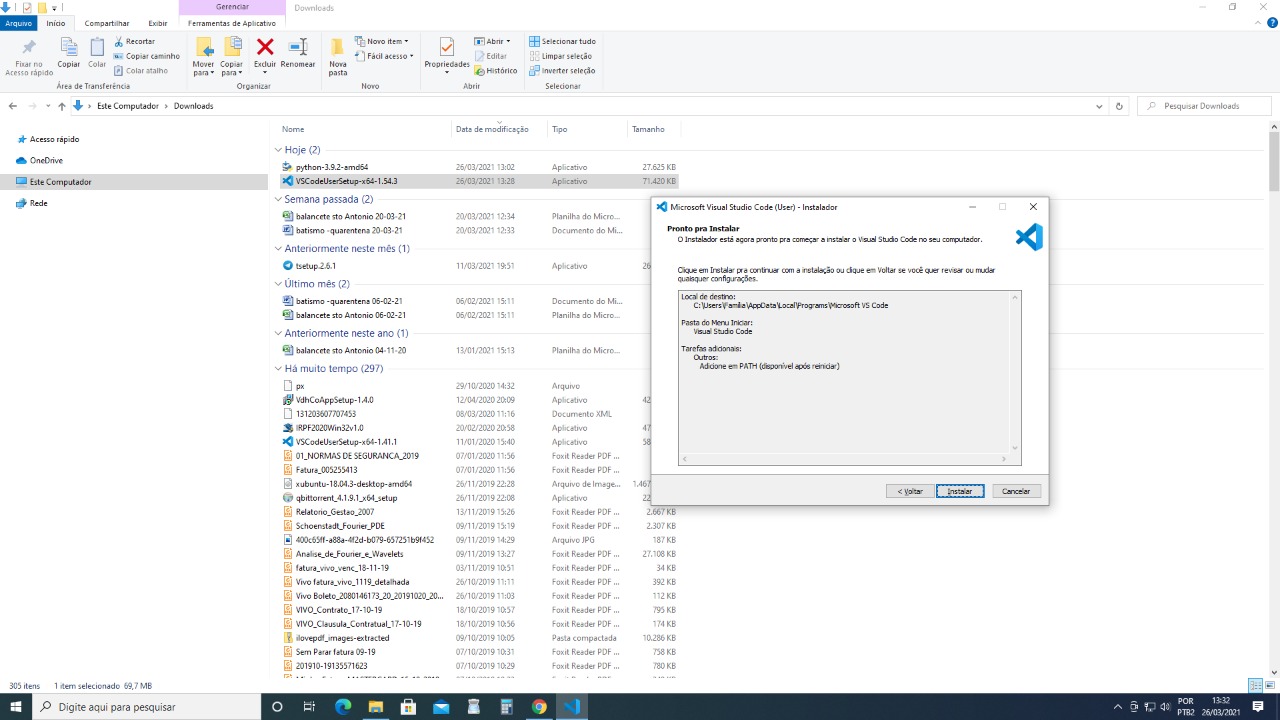 Gerenciar
Downloads
Arquivo
Início
Compartilhar
Exibir
Ferramentas de Aplicativo
Fixar no
Acesso rápido
Copiar
Colar
Recortar
Copiar caminho
Colar atalho
Área de Transferência
Mover
para
Copiar
para
Excluir
Renomear
Organizar
Nova
pasta
Novo item
Fácil acesso
Novo
Propriedades
Abrir
Editar
Histórico
Abrir
Selecionar tudo
Limpar seleção
Inverter seleção
Selecionar
Este Computador
Downloads
Pesquisar Downloads
Acesso rápido
OneDrive
Este Computador
Rede
Nome Data de modificação Tipo Tamanho
Hoje (2)
python-3.9.2-amd64 26/03/2021 13:02 Aplicativo 27.625 KB
VSCodeUserSetup-x64-1.54.3 26/03/2021 13:28 Aplicativo 71.420 KB
Semana passada (2)
balancete sto Antonio 20-03-21 20/03/2021 12:34 Planilha do Micro...
batismo -quarentena 20-03-21 20/03/2021 12:33 Documento do Mi...
Anteriormente neste mês (1)
tsetup.2.6.1 11/03/2021 19:51 Aplicativo 26
Último mês (2)
batismo -quarentena 06-02-21 06/02/2021 15:11 Documento do Mi...
balancete sto Antonio 06-02-21 06/02/2021 15:11 Planilha do Micro...
Anteriormente neste ano (1)
balancete sto Antonio 04-11-20 13/01/2021 15:13 Planilha do Micro...
Há muito tempo (297)
px 29/10/2020 14:32 Arquivo
VdhCoAppSetup-1.4.0 12/04/2020 20:09 Aplicativo 42
131203607707453 08/03/2020 11:16 Documento XML
IRPF2020Win32v1.0 20/02/2020 20:58 Aplicativo 47
VSCodeUserSetup-x64-1.41.1 11/01/2020 15:40 Aplicativo 58
01_NORMAS DE SEGURANCA_2019 07/01/2020 11:56 Foxit Reader PDF ...
Fatura_005255413 07/01/2020 11:56 Foxit Reader PDF ...
xubuntu-18.04.3-desktop-amd64 26/11/2019 22:28 Arquivo de Image... 1.467
qbittorrent_4.1.9.1_x64_setup 26/11/2019 22:08 Aplicativo 22
Relatorio_Gestao_2007 13/11/2019 15:26 Foxit Reader PDF ... 2.667 KB
Schoenstadt_Fourier_PDE 09/11/2019 15:19 Foxit Reader PDF ... 2.307 KB
400c65ff-a88a-4f2d-b079-657251b9f452 09/11/2019 14:29 Arquivo JPG 187 KB
Analise_de_Fourier_e_Wavelets 09/11/2019 13:27 Foxit Reader PDF ... 27.108 KB
fatura_vivo_venc_18-11-19 03/11/2019 10:51 Foxit Reader PDF ... 34 KB
Vivo fatura_vivo_1119_detalhada 26/10/2019 11:11 Foxit Reader PDF ... 392 KB
Vivo Boleto_2080146173_20_20191020_20... 26/10/2019 11:03 Foxit Reader PDF ... 112 KB
VIVO_Contrato_17-10-19 18/10/2019 10:57 Foxit Reader PDF ... 795 KB
VIVO_Clausula_Contratual_17-10-19 18/10/2019 10:56 Foxit Reader PDF ... 174 KB
ilovepdf_images-extracted 09/10/2019 10:05 Pasta compactada 10.286 KB
Sem Parar fatura 09-19 07/10/2019 10:31 Foxit Reader PDF ... 758 KB
201910-19135571623 07/10/2019 10:29 Foxit Reader PDF ... 780 KB
Microsoft Visual Studio Code (User) - Instalador
Pronto pra Instalar
O Instalador está agora pronto pra começar a instalar o Visual Studio Code no seu computador.
Clique em Instalar pra continuar com a instalação ou clique em Voltar se você quer revisar ou mudar
quaisquer configurações.
Local de destino:
C:\Users\Familia\AppData\Local\Programs\Microsoft VS Code
Pasta do Menu Iniciar:
Visual Studio Code
Tarefas adicionais:
Outros:
Adicione em PATH (disponível após reiniciar)
< Voltar
Instalar
Cancelar
305 itens 1 item selecionado 69,7 MB
Digite aqui para pesquisar
POR
PTB2
13:32
26/03/2021